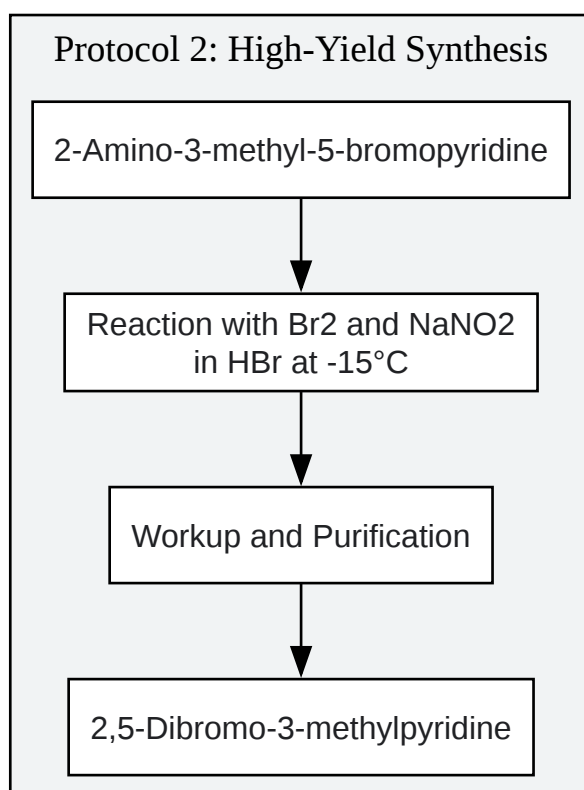 Protocol 2: High-Yield Synthesis
2-Amino-3-methyl-5-bromopyridine
Reaction with Br2 and NaNO2
in HBr at -15°C
Workup and Purification
2,5-Dibromo-3-methylpyridine